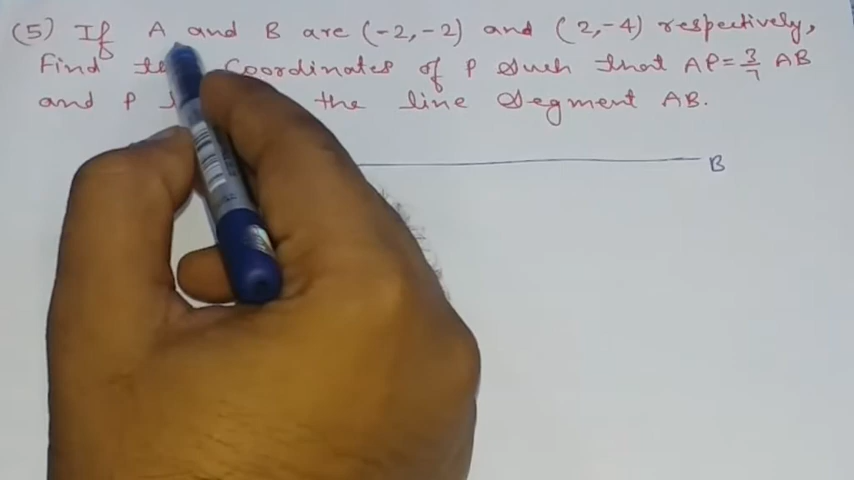 (5) If A and B are (-2,-2) and (2,-4) respectively,
Find Coordinates of P such that AP = 3/7 AB
and P the line segment AB.
B